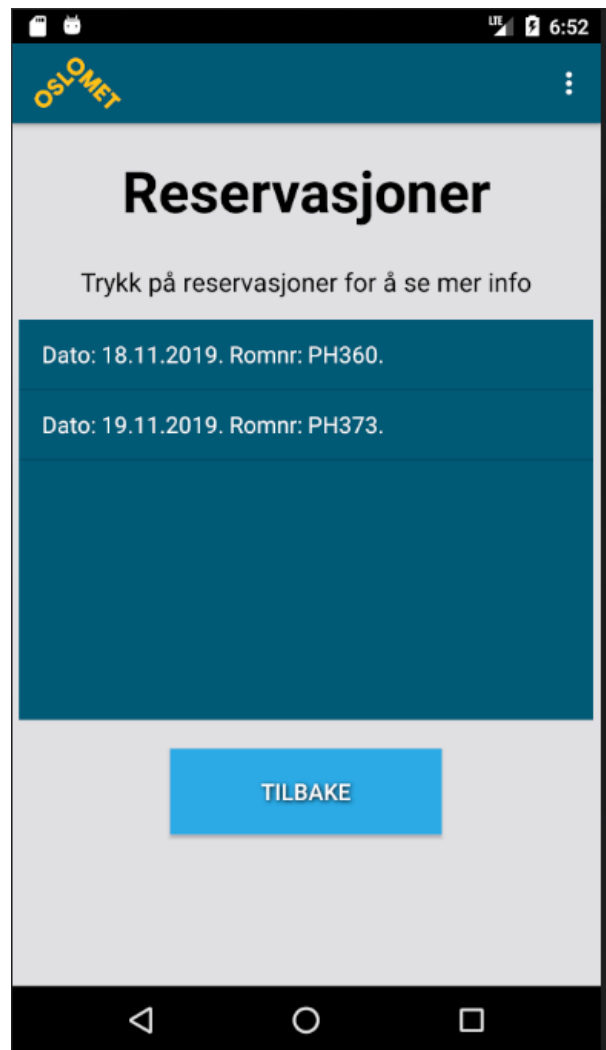 LTE 6:52
OSLOMET
Reservasjoner
Trykk på reservasjoner for å se mer info
Dato: 18.11.2019. Romnr: PH360.
Dato: 19.11.2019. Romnr: PH373.
TILBAKE